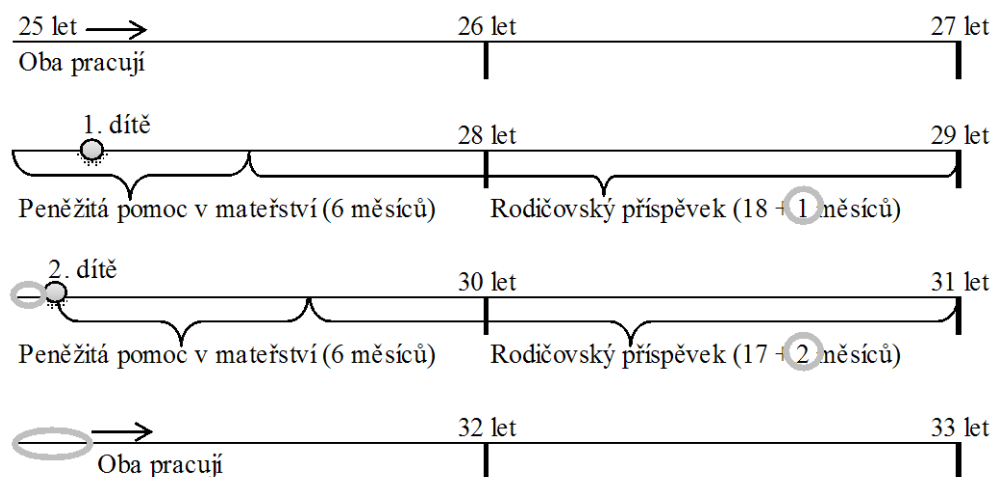 25 let 26 let 27 let
Oba pracují
1. dítě 28 let 29 let
Peněžitá pomoc v mateřství (6 měsíců) Rodičovský příspěvek (18 + 1 měsíců)
2. dítě 30 let 31 let
Peněžitá pomoc v mateřství (6 měsíců) Rodičovský příspěvek (17 + 2 měsíců)
32 let 33 let
Oba pracují